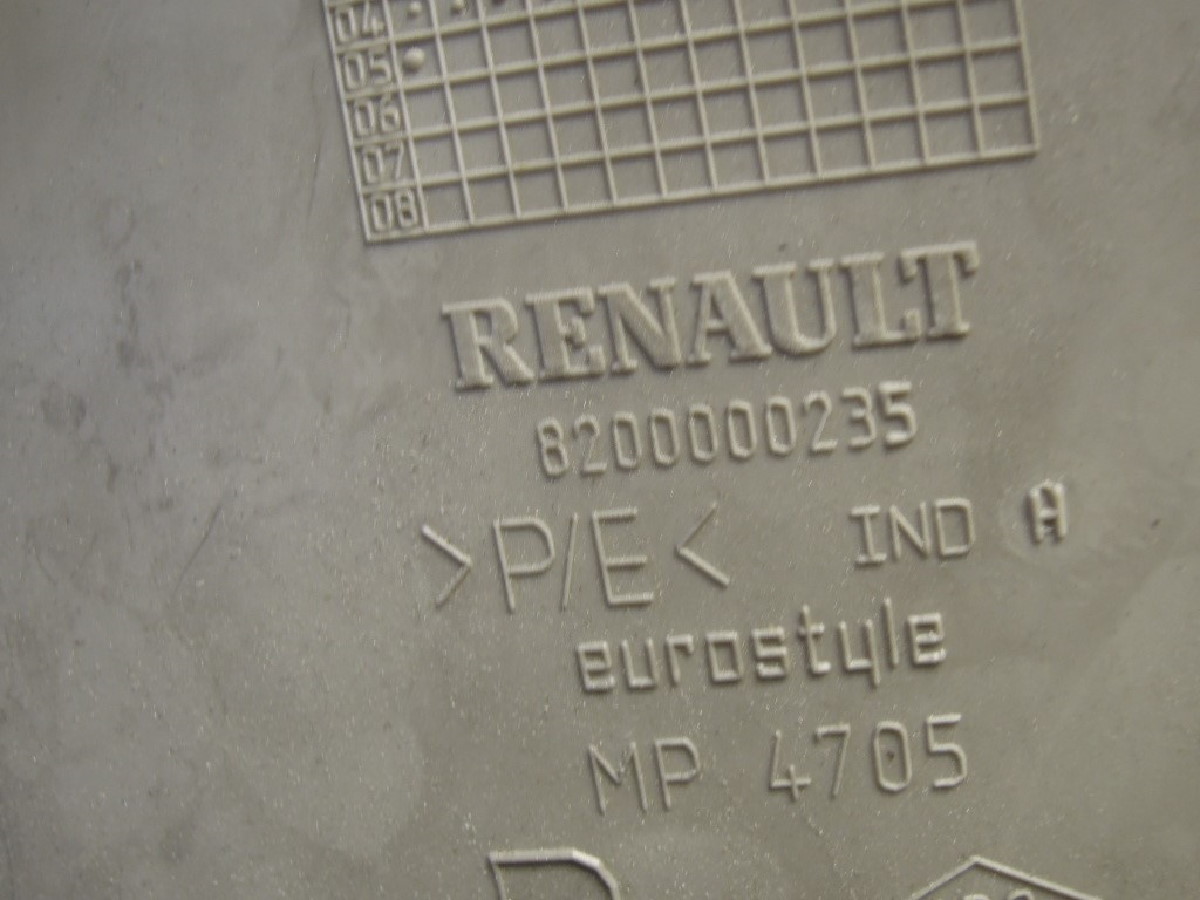 04
05
06
07
08
RENAULT
8200000235
>P/E< IND A
eurostyle
MP 4705